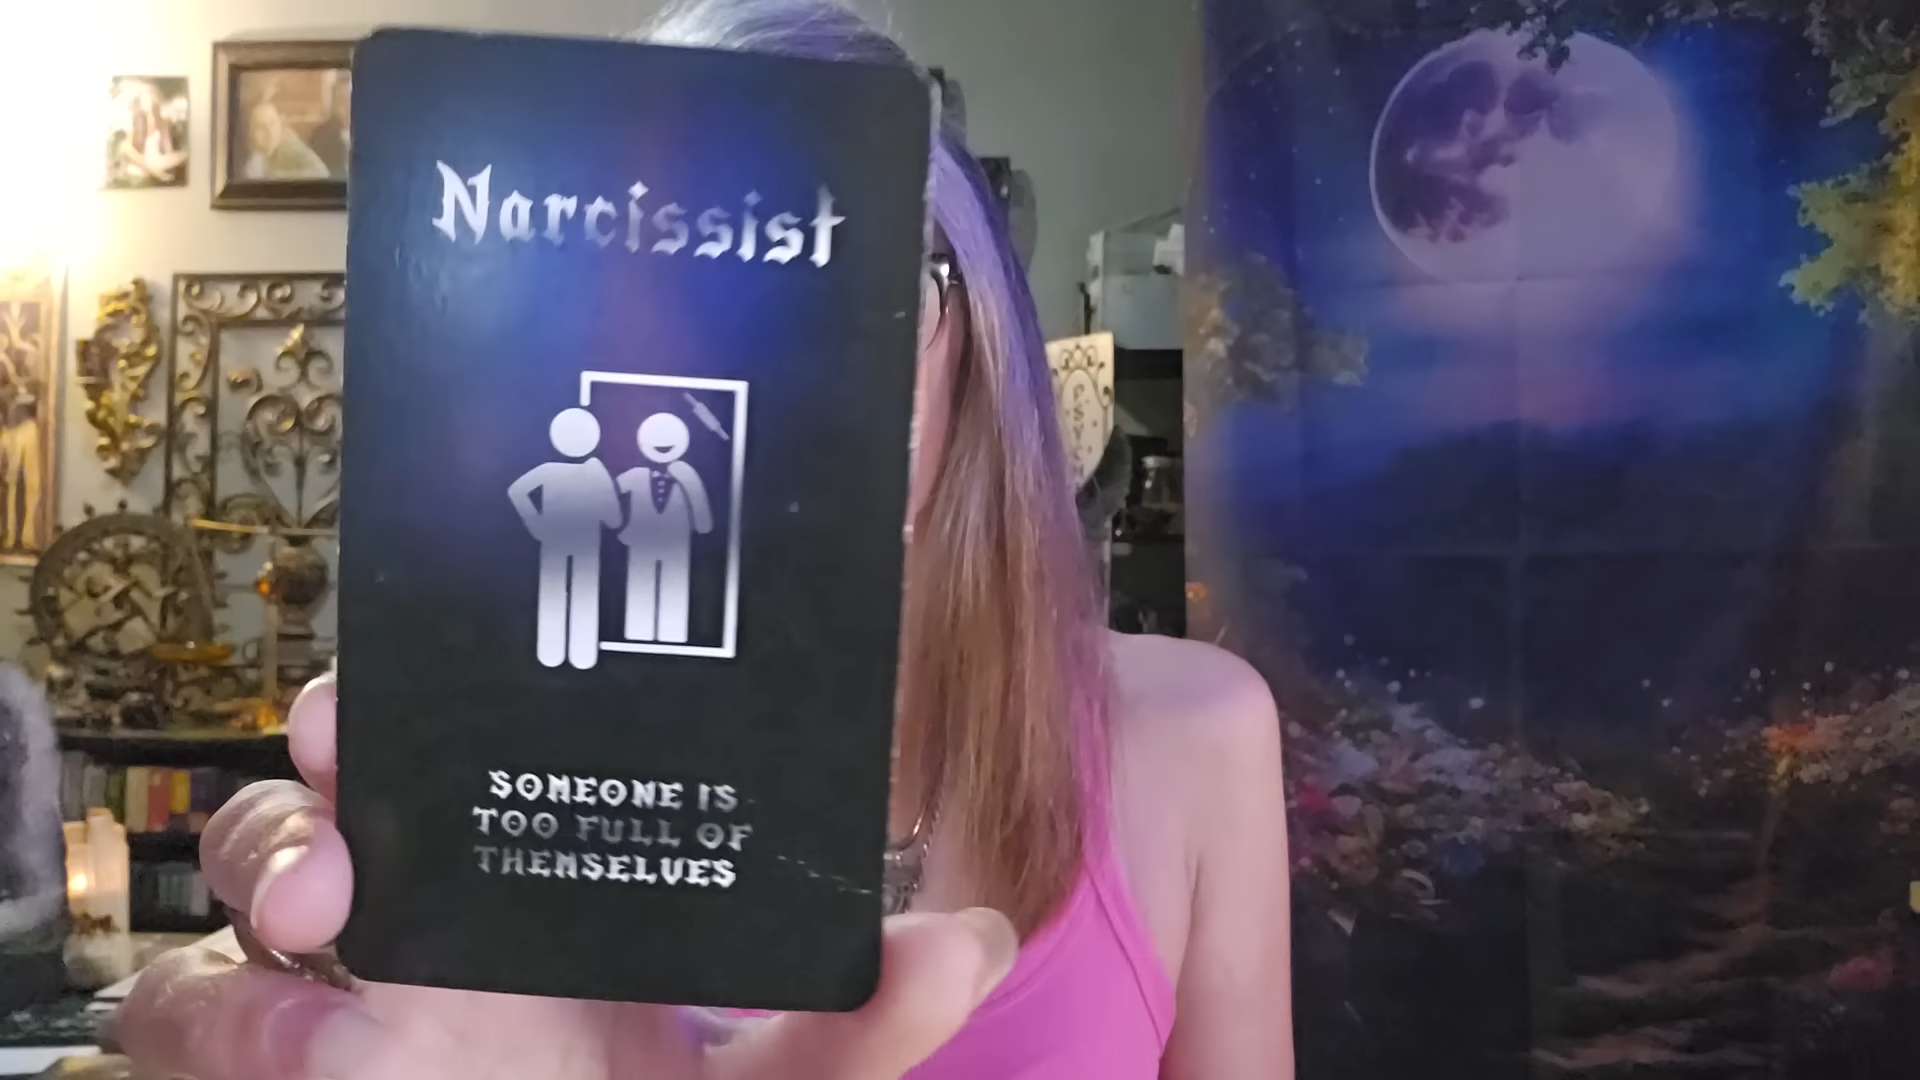 Narcissist
SOMEONE IS
TOO FULL OF
THEMSELVES